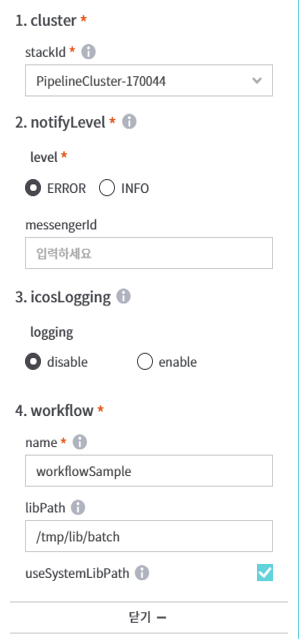 1. cluster *
stackId *
PipelineCluster-170044
2. notifyLevel *
level *
ERROR INFO
messengerId
입력하세요
3. icosLogging
logging
disable enable
4. workflow *
name *
workflowSample
libPath
/tmp/lib/batch
useSystemLibPath
닫기 −